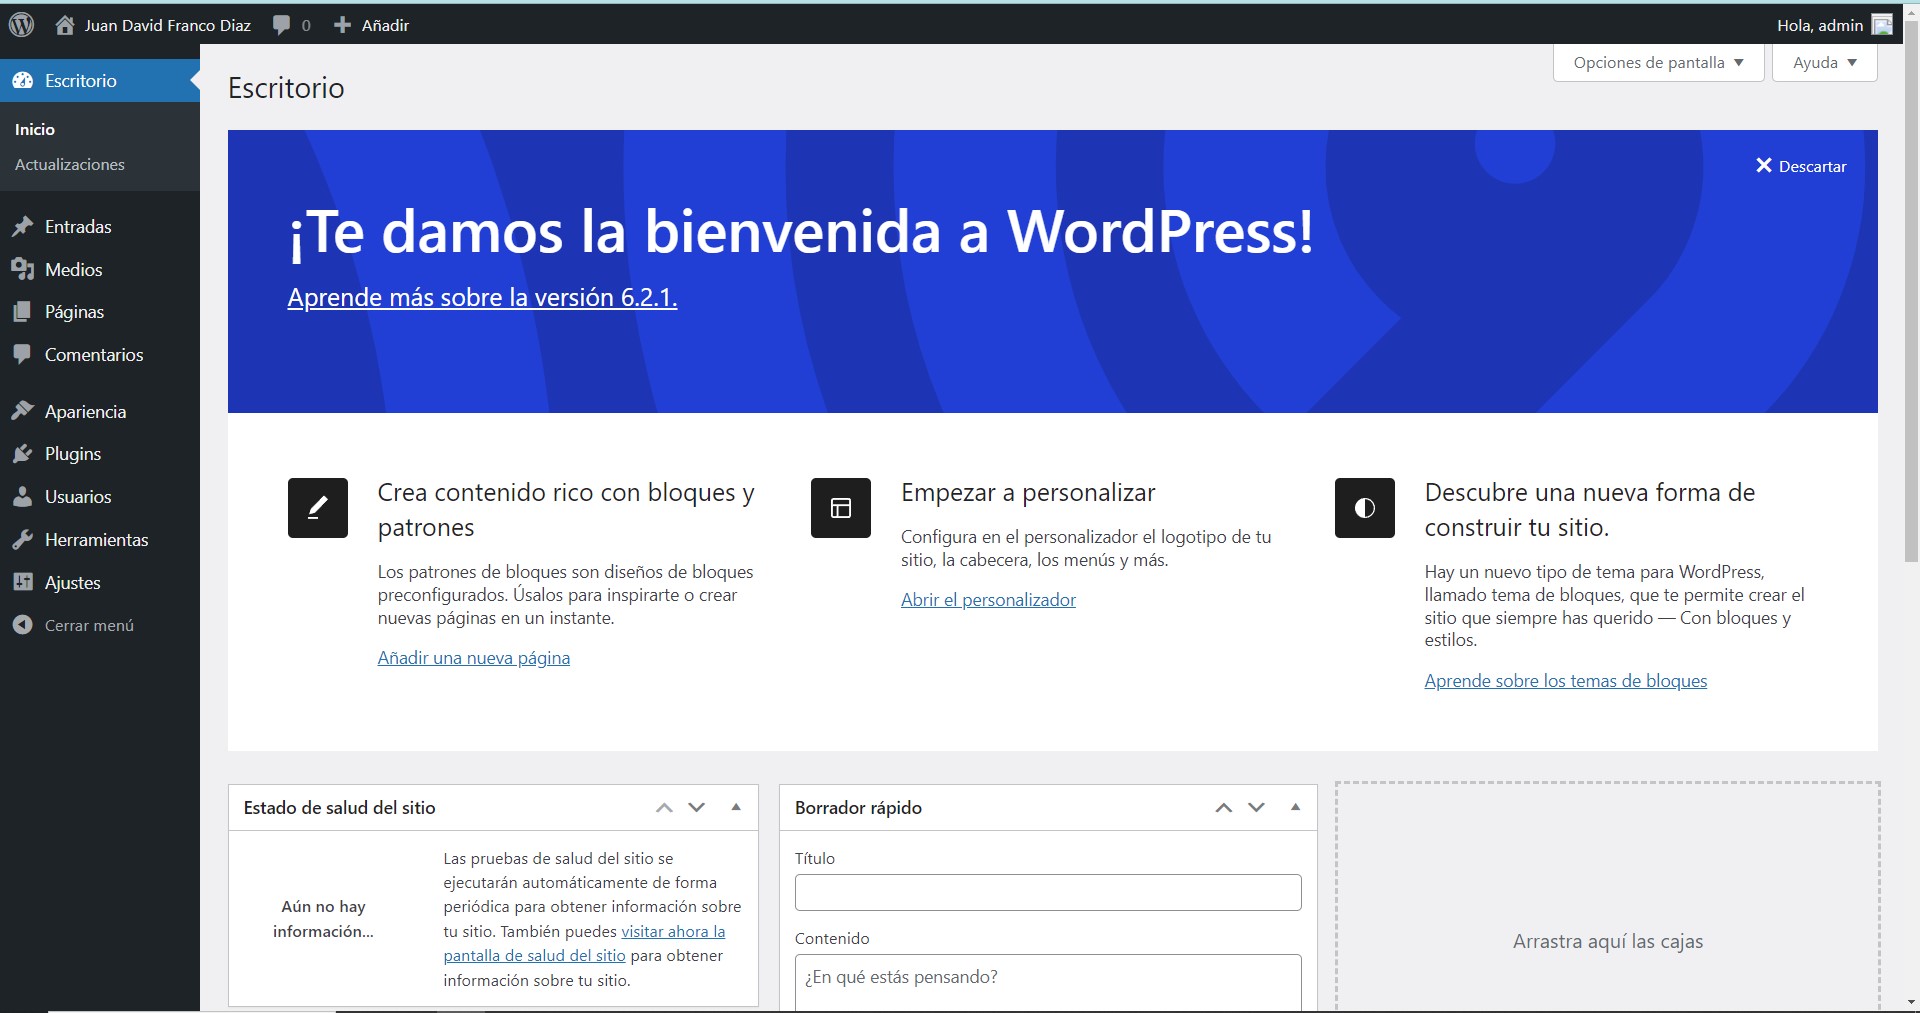 Juan David Franco Diaz
0
Añadir
Hola, admin
Escritorio
Inicio
Actualizaciones
Entradas
Medios
Páginas
Comentarios
Apariencia
Plugins
Usuarios
Herramientas
Ajustes
Cerrar menú
Opciones de pantalla
Ayuda
Escritorio
Descartar
¡Te damos la bienvenida a WordPress!
Aprende más sobre la versión 6.2.1.
Crea contenido rico con bloques y
patrones
Los patrones de bloques son diseños de bloques
preconfigurados. Úsalos para inspirarte o crear
nuevas páginas en un instante.
Añadir una nueva página
Empezar a personalizar
Configura en el personalizador el logotipo de tu
sitio, la cabecera, los menús y más.
Abrir el personalizador
Descubre una nueva forma de
construir tu sitio.
Hay un nuevo tipo de tema para WordPress,
llamado tema de bloques, que te permite crear el
sitio que siempre has querido — Con bloques y
estilos.
Aprende sobre los temas de bloques
Estado de salud del sitio
Aún no hay
información...
Las pruebas de salud del sitio se
ejecutarán automáticamente de forma
periódica para obtener información sobre
tu sitio. También puedes visitar ahora la
pantalla de salud del sitio para obtener
información sobre tu sitio.
Borrador rápido
Título
Contenido
¿En qué estás pensando?
Arrastra aquí las cajas